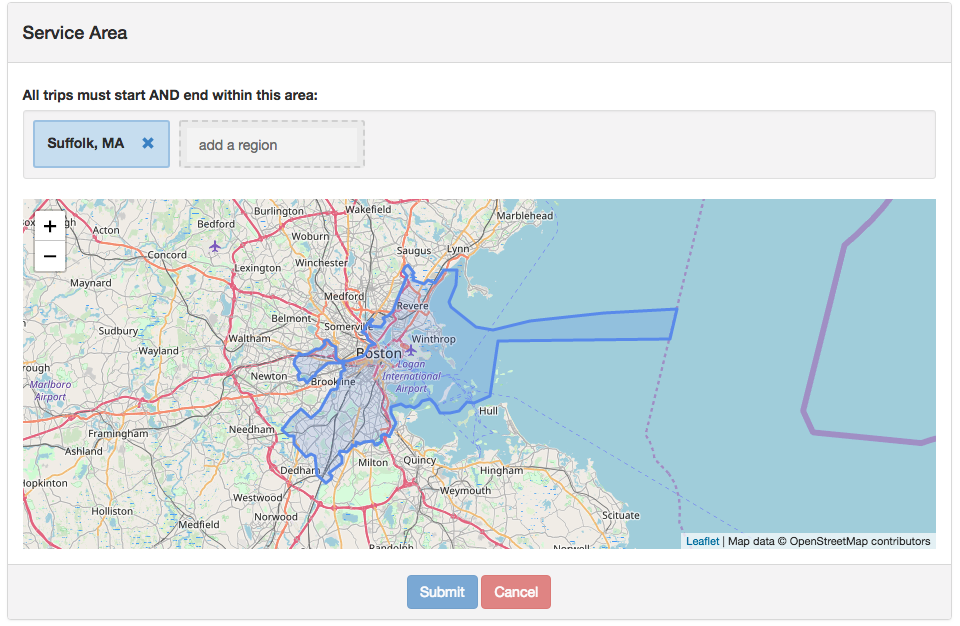 Service Area
All trips must start AND end within this area:
Suffolk, MA ✖
add a region
+
−
Burlington
Wakefield
Marblehead
Acton
Bedford
Woburn
Saugus
Lynn
Concord
Lexington
Winchester
Maynard
Medford
Revere
Belmont
Somerville
Sudbury
Waltham
Winthrop
Wayland
Boston
Logan
International
Airport
rough
Newton
Brookline
Marlboro
Airport
Hull
Framingham
Needham
Ashland
Dedham
Milton
Quincy
Hingham
Hopkinton
Westwood
Weymouth
Holliston
Norwood
Medfield
Scituate
Randolph
Norwell
Leaflet | Map data © OpenStreetMap contributors
Submit
Cancel